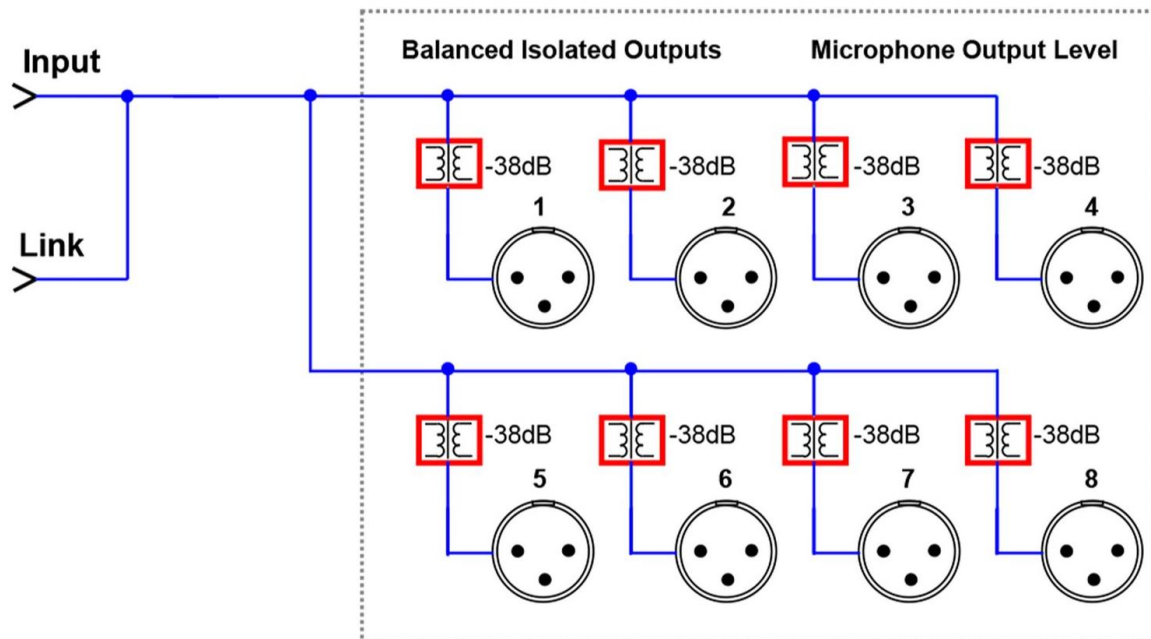 Balanced Isolated Outputs Microphone Output Level
Input
-38dB -38dB -38dB -38dB
1 2 3 4
Link
-38dB -38dB -38dB -38dB
5 6 7 8